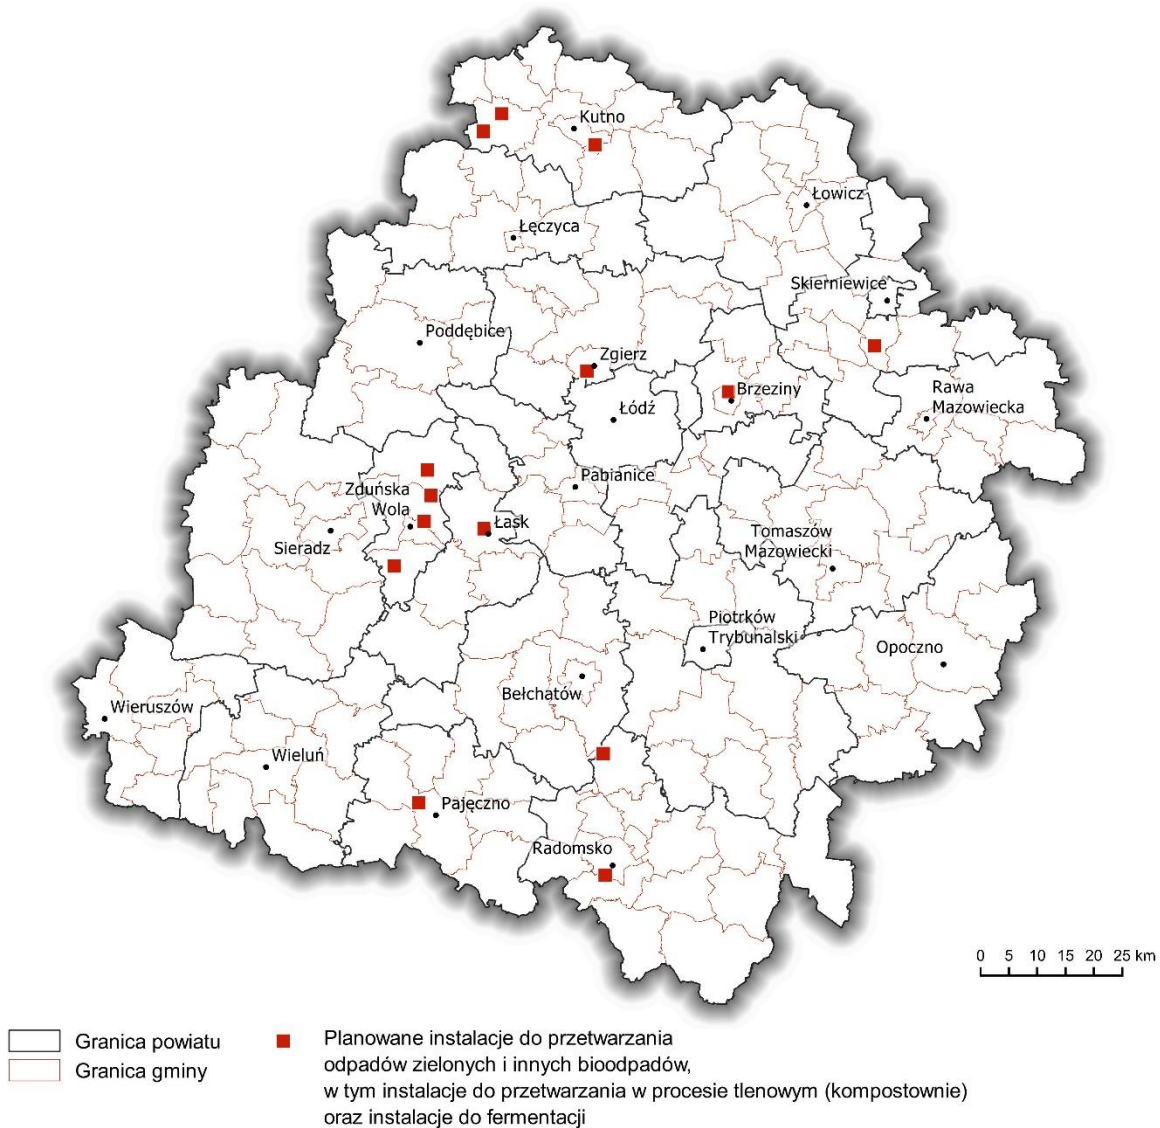 Kutno
Łowicz
Łęczyca
Skierniewice
Poddębice
Zgierz
Brzeziny
Rawa
Mazowiecka
Łódź
Pabianice
Zduńska
Wola
Łask
Sieradz
Tomaszów
Mazowiecki
Piotrków
Trybunalski
Opoczno
Bełchatów
Wieruszów
Wieluń
Pajęczno
Radomsko
0 5 10 15 20 25 km
Granica powiatu
Granica gminy
Planowane instalacje do przetwarzania
odpadów zielonych i innych bioodpadów,
w tym instalacje do przetwarzania w procesie tlenowym (kompostownie)
oraz instalacje do fermentacji